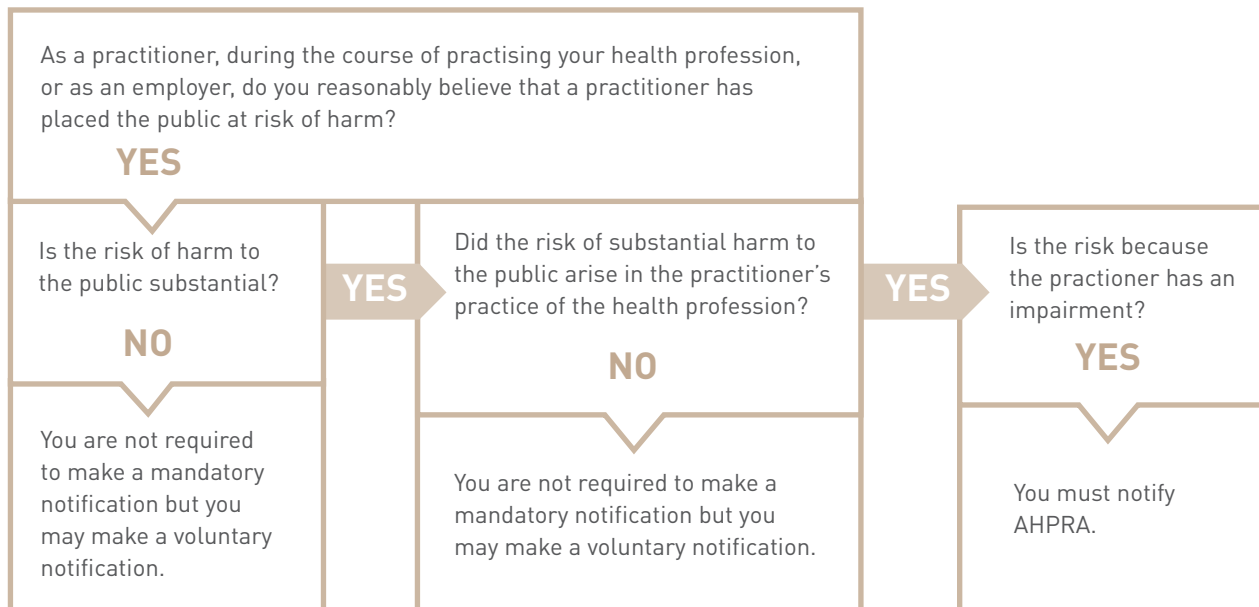 As a practitioner, during the course of practising your health profession,
or as an employer, do you reasonably believe that a practitioner has
placed the public at risk of harm?
YES
Is the risk of harm to
the public substantial?
NO
You are not required
to make a mandatory
notification but you
may make a voluntary
notification.
YES
Did the risk of substantial harm to
the public arise in the practitioner’s
practice of the health profession?
NO
You are not required to make a
mandatory notification but you
may make a voluntary notification.
YES
Is the risk because
the practioner has an
impairment?
YES
You must notify
AHPRA.